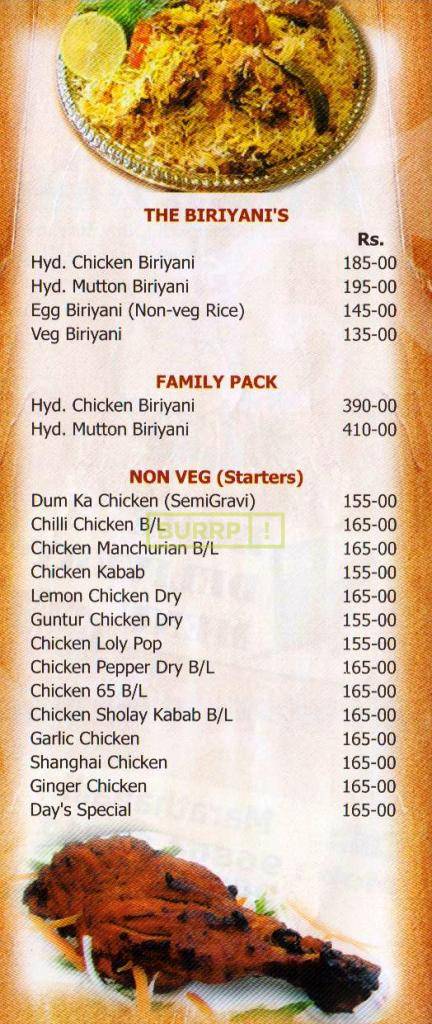 THE BIRIYANI'S
Rs.
Hyd. Chicken Biriyani 185-00
Hyd. Mutton Biriyani 195-00
Egg Biriyani (Non-veg Rice) 145-00
Veg Biriyani 135-00
FAMILY PACK
Hyd. Chicken Biriyani 390-00
Hyd. Mutton Biriyani 410-00
NON VEG (Starters)
Dum Ka Chicken (SemiGravi) 155-00
Chilli Chicken B/L 165-00
BURRP!
Chicken Manchurian B/L 165-00
Chicken Kabab 155-00
Lemon Chicken Dry 165-00
Guntur Chicken Dry 155-00
Chicken Loly Pop 155-00
Chicken Pepper Dry B/L 165-00
Chicken 65 B/L 165-00
Chicken Sholay Kabab B/L 165-00
Garlic Chicken 165-00
Shanghai Chicken 165-00
Ginger Chicken 165-00
Day's Special 165-00